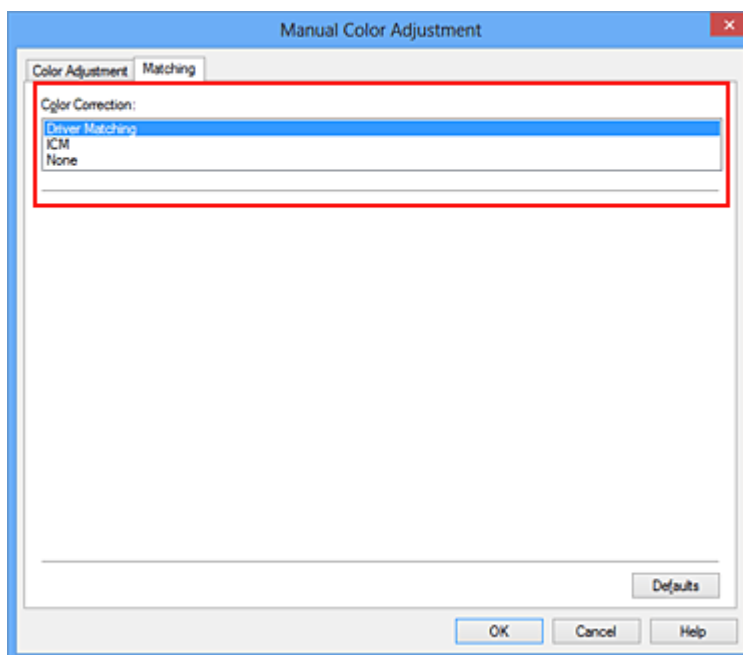 Manual Color Adjustment
Color Adjustment Matching
Color Correction:
Driver Matching
ICM
None
Defaults
OK Cancel Help